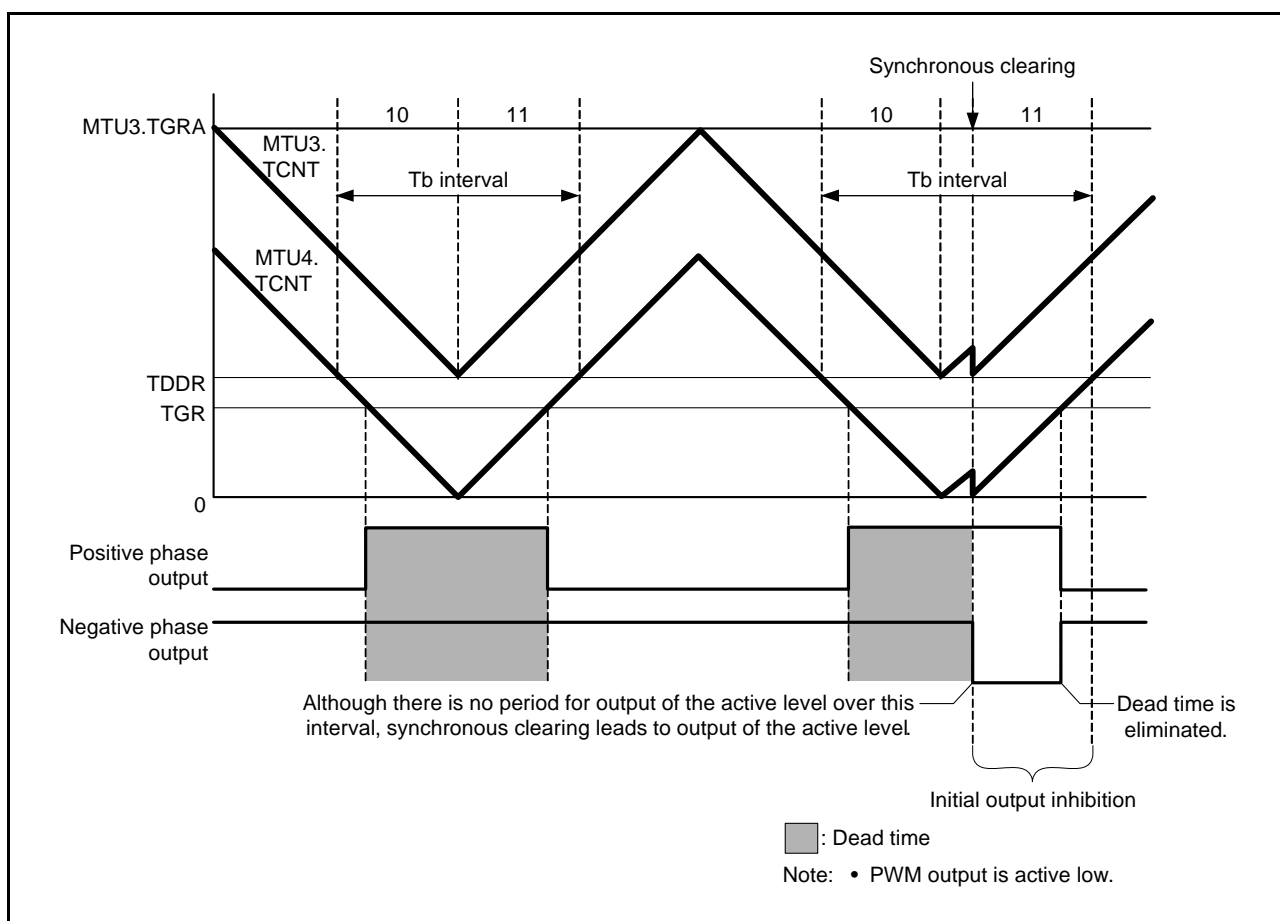 Synchronous clearing
10
11
10
11
MTU3.TGRA
MTU3.
TCNT
Tb interval
Tb interval
MTU4.
TCNT
TDDR
TGR
0
Positive phase
output
Negative phase
output
Although there is no period for output of the active level over this
interval, synchronous clearing leads to output of the active level.
Dead time is
eliminated.
Initial output inhibition
: Dead time
Note: • PWM output is active low.